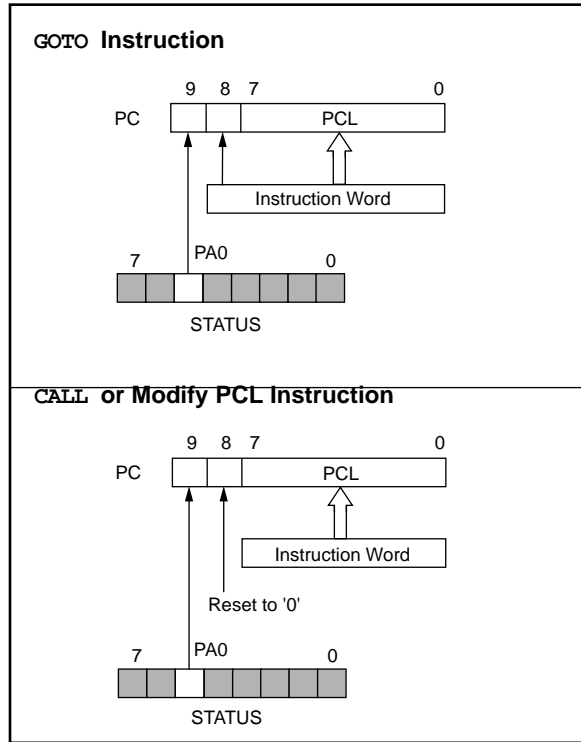 GOTO Instruction
9 8 7 0
PC PCL
Instruction Word
7 PA0 0
STATUS
CALL or Modify PCL Instruction
9 8 7 0
PC PCL
Instruction Word
Reset to '0'
7 PA0 0
STATUS